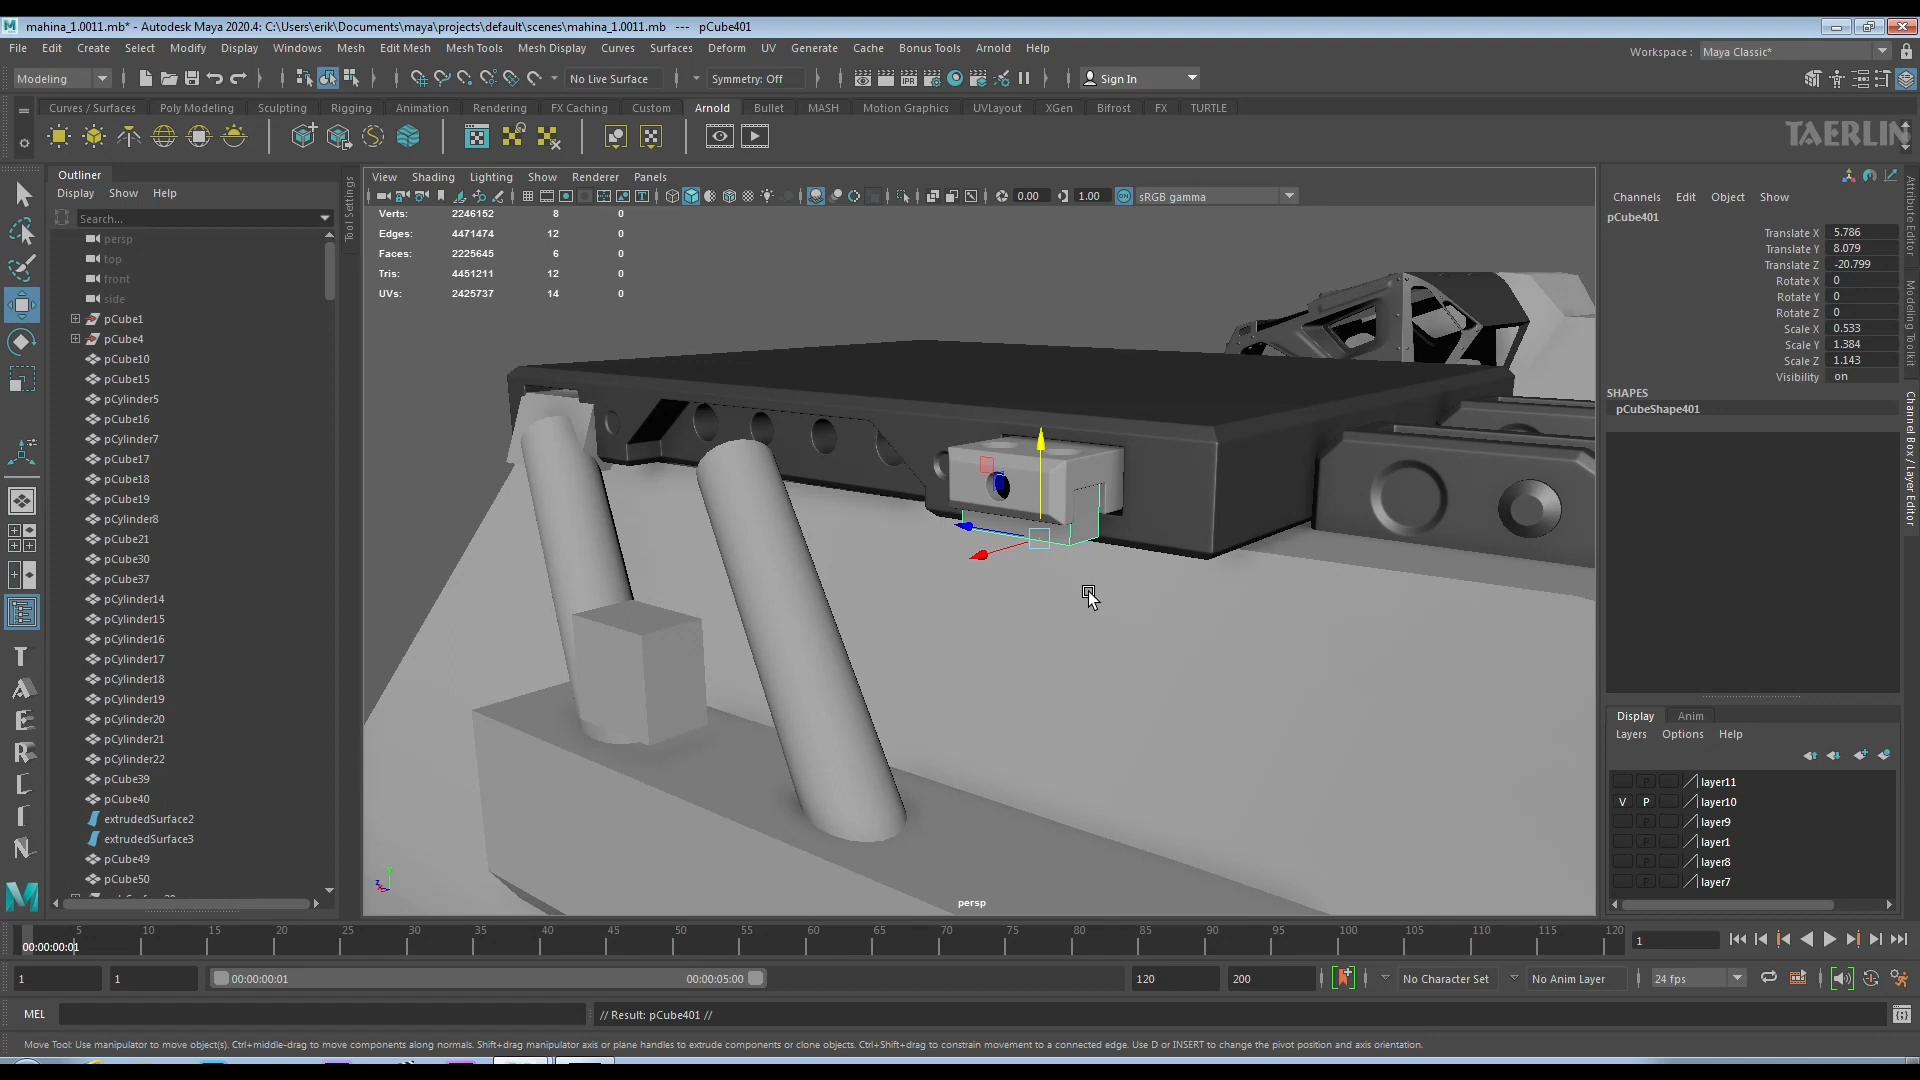 mahina_1.0011.mb* - Autodesk Maya 2020.4: C:\Users\erik\Documents\maya\projects\default\scenes\mahina_1.0011.mb --- pCube401
File Edit Create Select Modify Display Windows Mesh Edit Mesh Mesh Tools Mesh Display Curves Surfaces Deform UV Generate Cache Bonus Tools Arnold Help
Workspace : Maya Classic*
Modeling No Live Surface Symmetry: Off Sign In
Curves / Surfaces Poly Modeling Sculpting Rigging Animation Rendering FX Caching Custom Arnold Bullet MASH Motion Graphics UVLayout XGen Bifrost FX TURTLE
TAERLIN
Outliner
Display Show Help
Search...
persp
top
front
side
pCube1
pCube4
pCube10
pCube15
pCylinder5
pCube16
pCylinder7
pCube17
pCube18
pCube19
pCylinder8
pCube21
pCube30
pCube37
pCylinder14
pCylinder15
pCylinder16
pCylinder17
pCylinder18
pCylinder19
pCylinder20
pCylinder21
pCylinder22
pCube39
pCube40
extrudedSurface2
extrudedSurface3
pCube49
pCube50
Tool Settings
View Shading Lighting Show Renderer Panels
0.00 1.00 sRGB gamma
Verts: 2246152 8 0
Edges: 4471474 12 0
Faces: 2225645 6 0
Tris: 4451211 12 0
UVs: 2425737 14 0
persp
Channels Edit Object Show
pCube401
Translate X 5.786
Translate Y 8.079
Translate Z -20.799
Rotate X 0
Rotate Y 0
Rotate Z 0
Scale X 0.533
Scale Y 1.384
Scale Z 1.143
Visibility on
SHAPES
pCubeShape401
Display Anim
Layers Options Help
layer11
V P layer10
layer9
layer1
layer8
layer7
Attribute Editor
Modeling Toolkit
Channel Box / Layer Editor
5 10 15 20 25 30 35 40 45 50 55 60 65 70 75 80 85 90 95 100 105 110 115 120
00:00:00:01
1
1 1 00:00:00:01 00:00:05:00 120 200 No Character Set No Anim Layer 24 fps
MEL // Result: pCube401 //
Move Tool: Use manipulator to move object(s). Ctrl+middle-drag to move components along normals. Shift+drag manipulator axis or plane handles to extrude components or clone objects. Ctrl+Shift+drag to constrain movement to a connected edge. Use D or INSERT to change the pivot position and axis orientation.